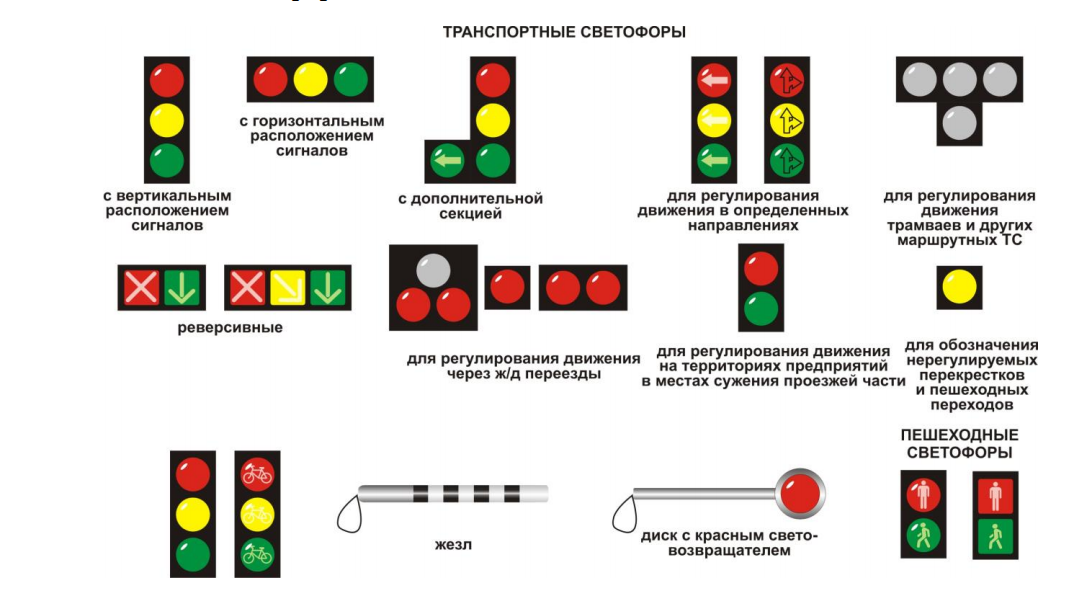 ТРАНСПОРТНЫЕ СВЕТОФОРЫ
с вертикальным
расположением
сигналов
с горизонтальным
расположением
сигналов
с дополнительной
секцией
для регулирования
движения в определенных
направлениях
для регулирования
движения
трамваев и других
маршрутных ТС
реверсивные
для регулирования движения
через ж/д переезды
для регулирования движения
на территориях предприятий
в местах сужения проезжей части
для обозначения
нерегулируемых
перекрестков
и пешеходных
переходов
жезл
диск с красным свето-
возвращателем
ПЕШЕХОДНЫЕ
СВЕТОФОРЫ